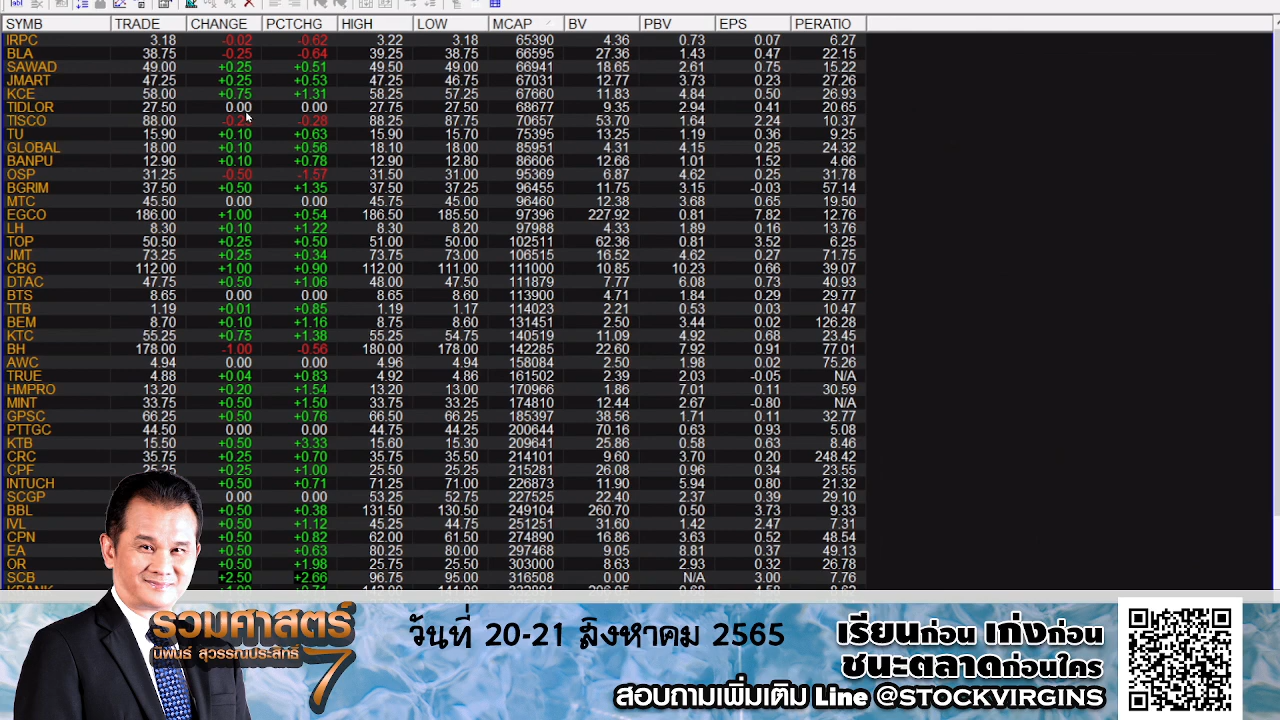 SYMB TRADE CHANGE PCTCHG HIGH LOW MCAP BV PBV EPS PERATIO
IRPC 3.18 -0.02 -0.62 3.22 3.18 65390 4.36 0.73 0.07 6.27
BLA 38.75 -0.25 -0.64 39.25 38.75 66595 27.36 1.43 0.47 22.15
SAWAD 49.00 +0.25 +0.51 49.50 49.00 66941 18.65 2.61 0.75 15.22
JMART 47.25 +0.25 +0.53 47.25 46.75 67031 12.77 3.73 0.23 27.26
KCE 58.00 +0.75 +1.31 58.25 57.25 67660 11.83 4.84 0.50 26.93
TIDLOR 27.50 0.00 0.00 27.75 27.50 68677 9.35 2.94 0.41 20.65
TISCO 88.00 -0.28 88.25 87.75 70657 53.70 1.64 2.24 10.37
TU 15.90 +0.10 +0.63 15.90 15.70 75395 13.25 1.19 0.36 9.25
GLOBAL 18.00 +0.10 +0.56 18.10 18.00 85951 4.31 4.15 0.25 24.32
BANPU 12.90 +0.10 +0.78 12.90 12.80 86606 12.66 1.01 1.52 4.66
OSP 31.25 -0.50 -1.57 31.50 31.00 95369 6.87 4.62 0.25 31.78
BGRIM 37.50 +0.50 +1.35 37.50 37.25 96455 11.75 3.15 -0.03 57.14
MTC 45.50 0.00 0.00 45.75 45.00 96460 12.38 3.68 0.65 19.50
EGCO 186.00 +1.00 +0.54 186.50 185.50 97396 227.92 0.81 7.82 12.76
LH 8.30 +0.10 +1.22 8.30 8.20 97988 4.33 1.89 0.16 13.76
TOP 50.50 +0.25 +0.50 51.00 50.00 102511 62.36 0.81 3.52 6.25
JMT 73.25 +0.25 +0.34 73.75 73.00 106515 16.52 4.62 0.27 71.75
CBG 112.00 +1.00 +0.90 112.00 111.00 111000 10.85 10.23 0.66 39.07
DTAC 47.75 +0.50 +1.06 48.00 47.50 111879 7.77 6.08 0.73 40.93
BTS 8.65 0.00 0.00 8.65 8.60 113900 4.71 1.84 0.29 29.77
TTB 1.19 +0.01 +0.85 1.19 1.17 114023 2.21 0.53 0.03 10.47
BEM 8.70 +0.10 +1.16 8.75 8.60 131451 2.50 3.44 0.02 126.28
KTC 55.25 +0.75 +1.38 55.25 54.75 140519 11.09 4.92 0.68 23.45
BH 178.00 -1.00 -0.56 180.00 178.00 142285 22.60 7.92 0.91 77.01
AWC 4.94 0.00 0.00 4.96 4.94 158084 2.50 1.98 0.02 75.26
TRUE 4.88 +0.04 +0.83 4.92 4.86 161502 2.39 2.03 -0.05 N/A
HMPRO 13.20 +0.20 +1.54 13.20 13.00 170966 1.86 7.01 0.11 30.59
MINT 33.75 +0.50 +1.50 33.75 33.25 174810 12.44 2.67 -0.80 N/A
GPSC 66.25 +0.50 +0.76 66.50 66.25 185397 38.56 1.71 0.11 32.77
PTTGC 44.50 0.00 0.00 44.75 44.50 200644 70.16 0.63 0.93 5.08
KTB 15.50 +0.50 +3.33 15.60 15.30 209641 25.86 0.58 0.63 8.46
CRC 35.75 +0.25 +0.70 35.75 35.50 214101 9.60 3.70 0.20 248.42
CPF +0.25 +1.00 25.50 25.25 215281 26.08 0.96 0.34 23.55
INTUCH +0.50 +0.71 71.25 71.00 226873 11.90 5.94 0.80 21.32
SCGP 0.00 0.00 53.25 52.75 227525 22.40 2.37 0.39 29.10
BBL +0.50 +0.38 131.50 130.50 249104 260.70 0.50 3.73 9.33
IVL +0.50 +1.12 45.25 44.75 251251 31.60 1.42 2.47 7.31
CPN +0.50 +0.82 62.00 61.50 274890 16.86 3.63 0.52 48.54
EA +0.50 +0.63 80.25 80.00 297468 9.05 8.81 0.37 49.13
OR +0.50 +1.98 25.75 25.50 303000 8.63 2.93 0.32 26.78
SCB +2.50 +2.66 96.75 95.00 316508 0.00 N/A 3.00 7.76
รวมศาสตร์ 7
นิพนธ์ สุวรรณประสิทธิ์
วันที่ 20-21 สิงหาคม 2565
เรียนก่อน เก่งก่อน
ชนะตลาดก่อนใคร
สอบถามเพิ่มเติม Line @STOCKVIRGINS